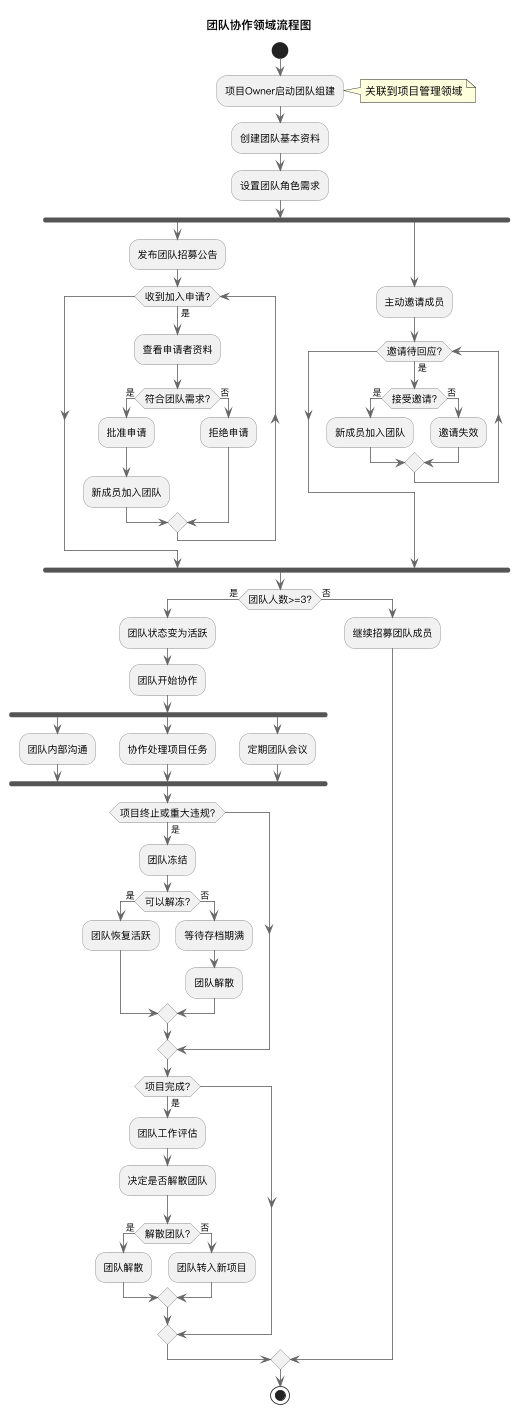 团队协作领域流程图
项目Owner启动团队组建
关联到项目管理领域
创建团队基本资料
设置团队角色需求
发布团队招募公告
收到加入申请?
是
查看申请者资料
符合团队需求?
是
否
批准申请
拒绝申请
新成员加入团队
主动邀请成员
邀请待回应?
是
接受邀请?
是
否
新成员加入团队
邀请失效
团队人数>=3?
是
否
团队状态变为活跃
继续招募团队成员
团队开始协作
团队内部沟通
协作处理项目任务
定期团队会议
项目终止或重大违规?
是
团队冻结
可以解冻?
是
否
团队恢复活跃
等待存档期满
团队解散
项目完成?
是
团队工作评估
决定是否解散团队
解散团队?
是
否
团队解散
团队转入新项目